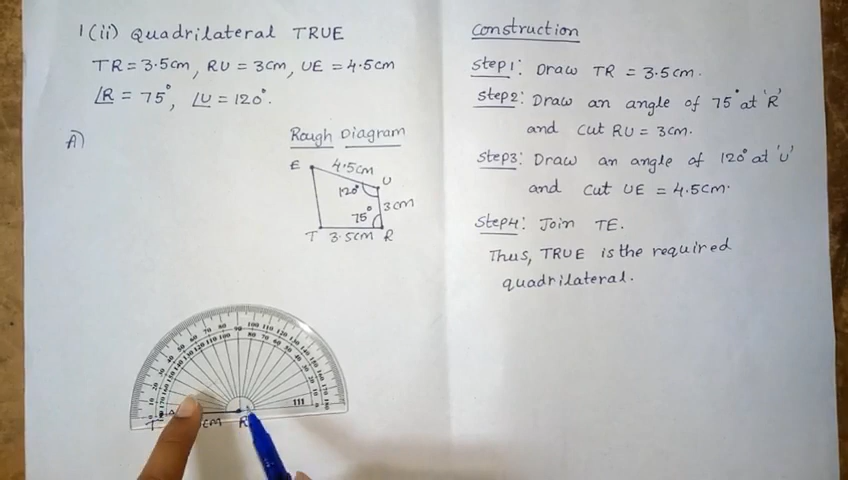 1(ii) Quadrilateral TRUE
TR = 3.5cm, RU = 3cm, UE = 4.5cm
∠R = 75°, ∠U = 120°.
A)
Rough Diagram
E 4.5cm
U
120°
3cm
75°
T 3.5cm R
T cm R
111
Construction
Step1: Draw TR = 3.5cm.
Step2: Draw an angle of 75° at 'R'
and cut RU = 3cm.
Step3: Draw an angle of 120° at 'U'
and cut UE = 4.5cm.
Step4: Join TE.
Thus, TRUE is the required
quadrilateral.